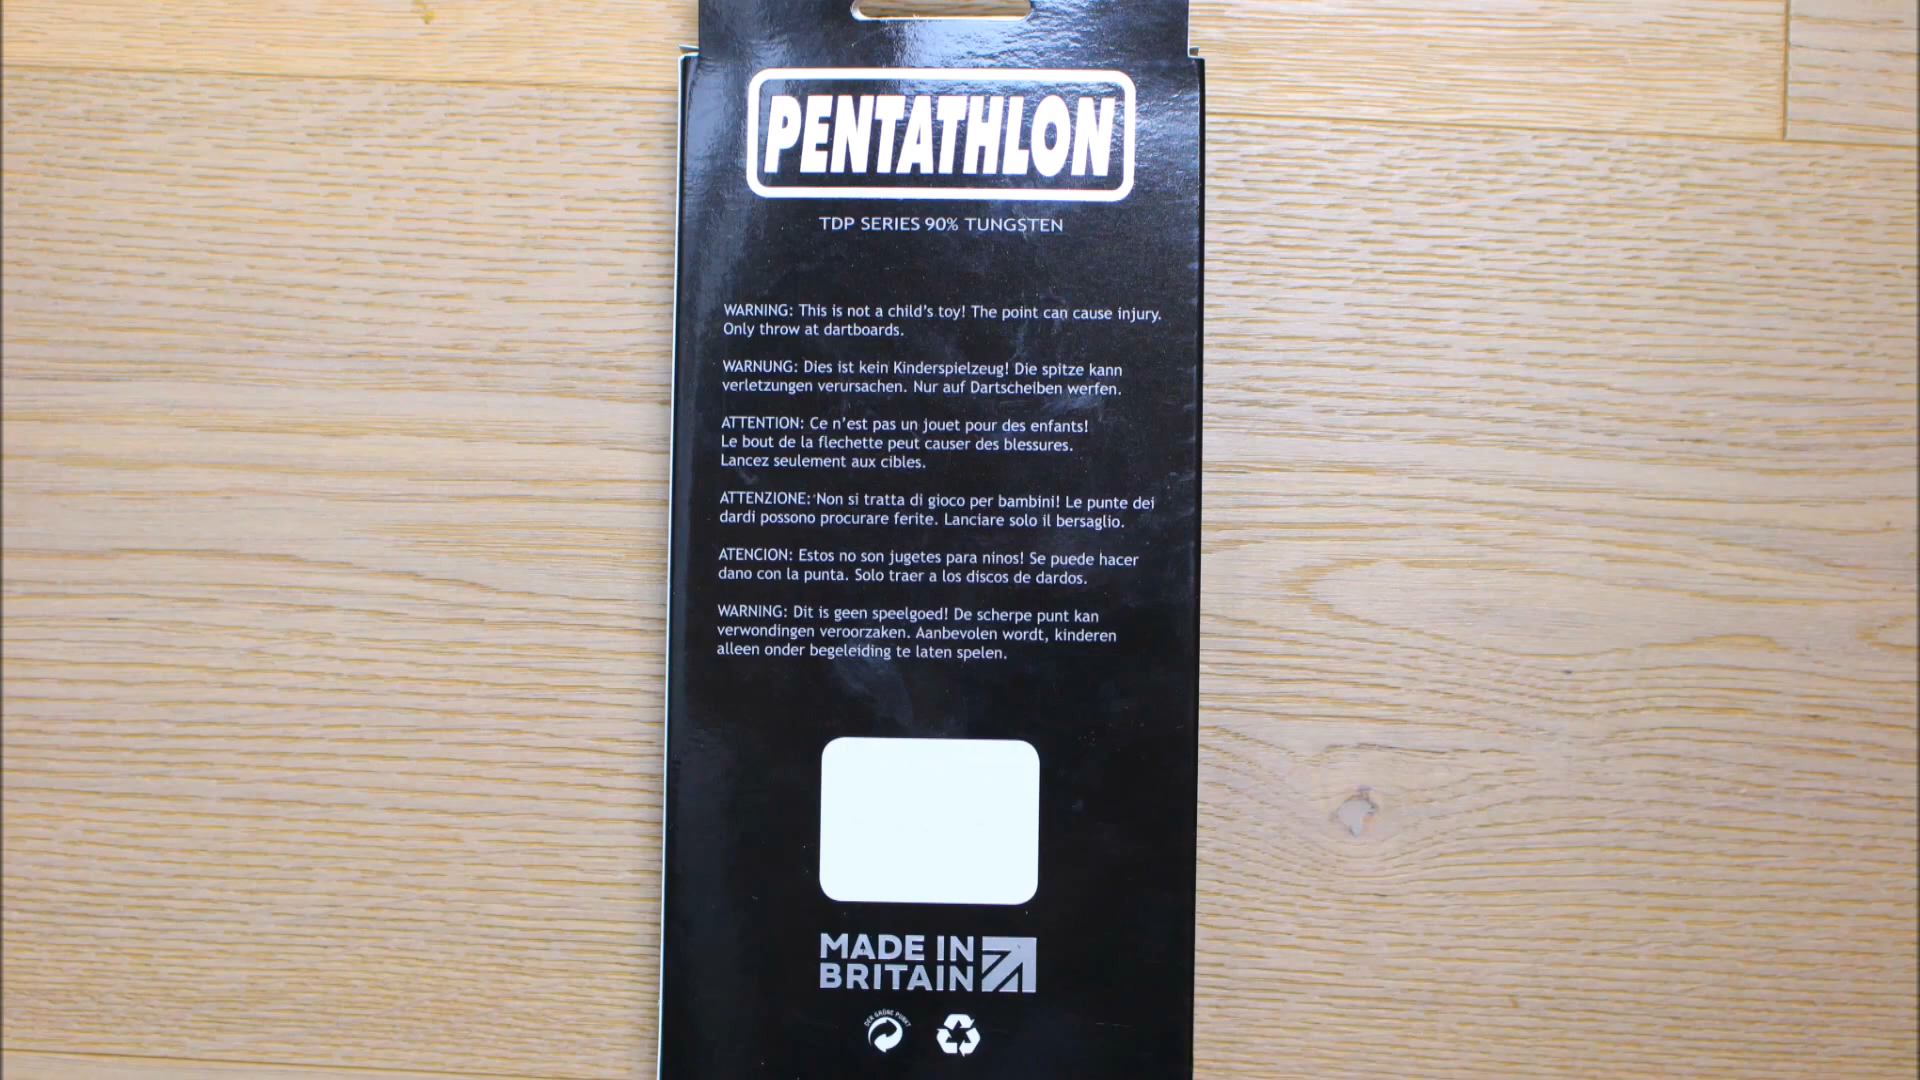 PENTATHLON
TDP SERIES 90% TUNGSTEN
WARNING: This is not a child's toy! The point can cause injury.
Only throw at dartboards.
WARNUNG: Dies ist kein Kinderspielzeug! Die spitze kann
verletzungen verursachen. Nur auf Dartscheiben werfen.
ATTENTION: Ce n'est pas un jouet pour des enfants!
Le bout de la flechette peut causer des blessures.
Lancez seulement aux cibles.
ATTENZIONE: Non si tratta di gioco per bambini! Le punte dei
dardi possono procurare ferite. Lanciare solo il bersaglio.
ATENCION: Estos no son jugetes para ninos! Se puede hacer
dano con la punta. Solo traer a los discos de dardos.
WARNING: Dit is geen speelgoed! De scherpe punt kan
verwondingen veroorzaken. Aanbevolen wordt, kinderen
alleen onder begeleiding te laten spelen.
MADE IN
BRITAIN
DER GRÜNE PUNKT